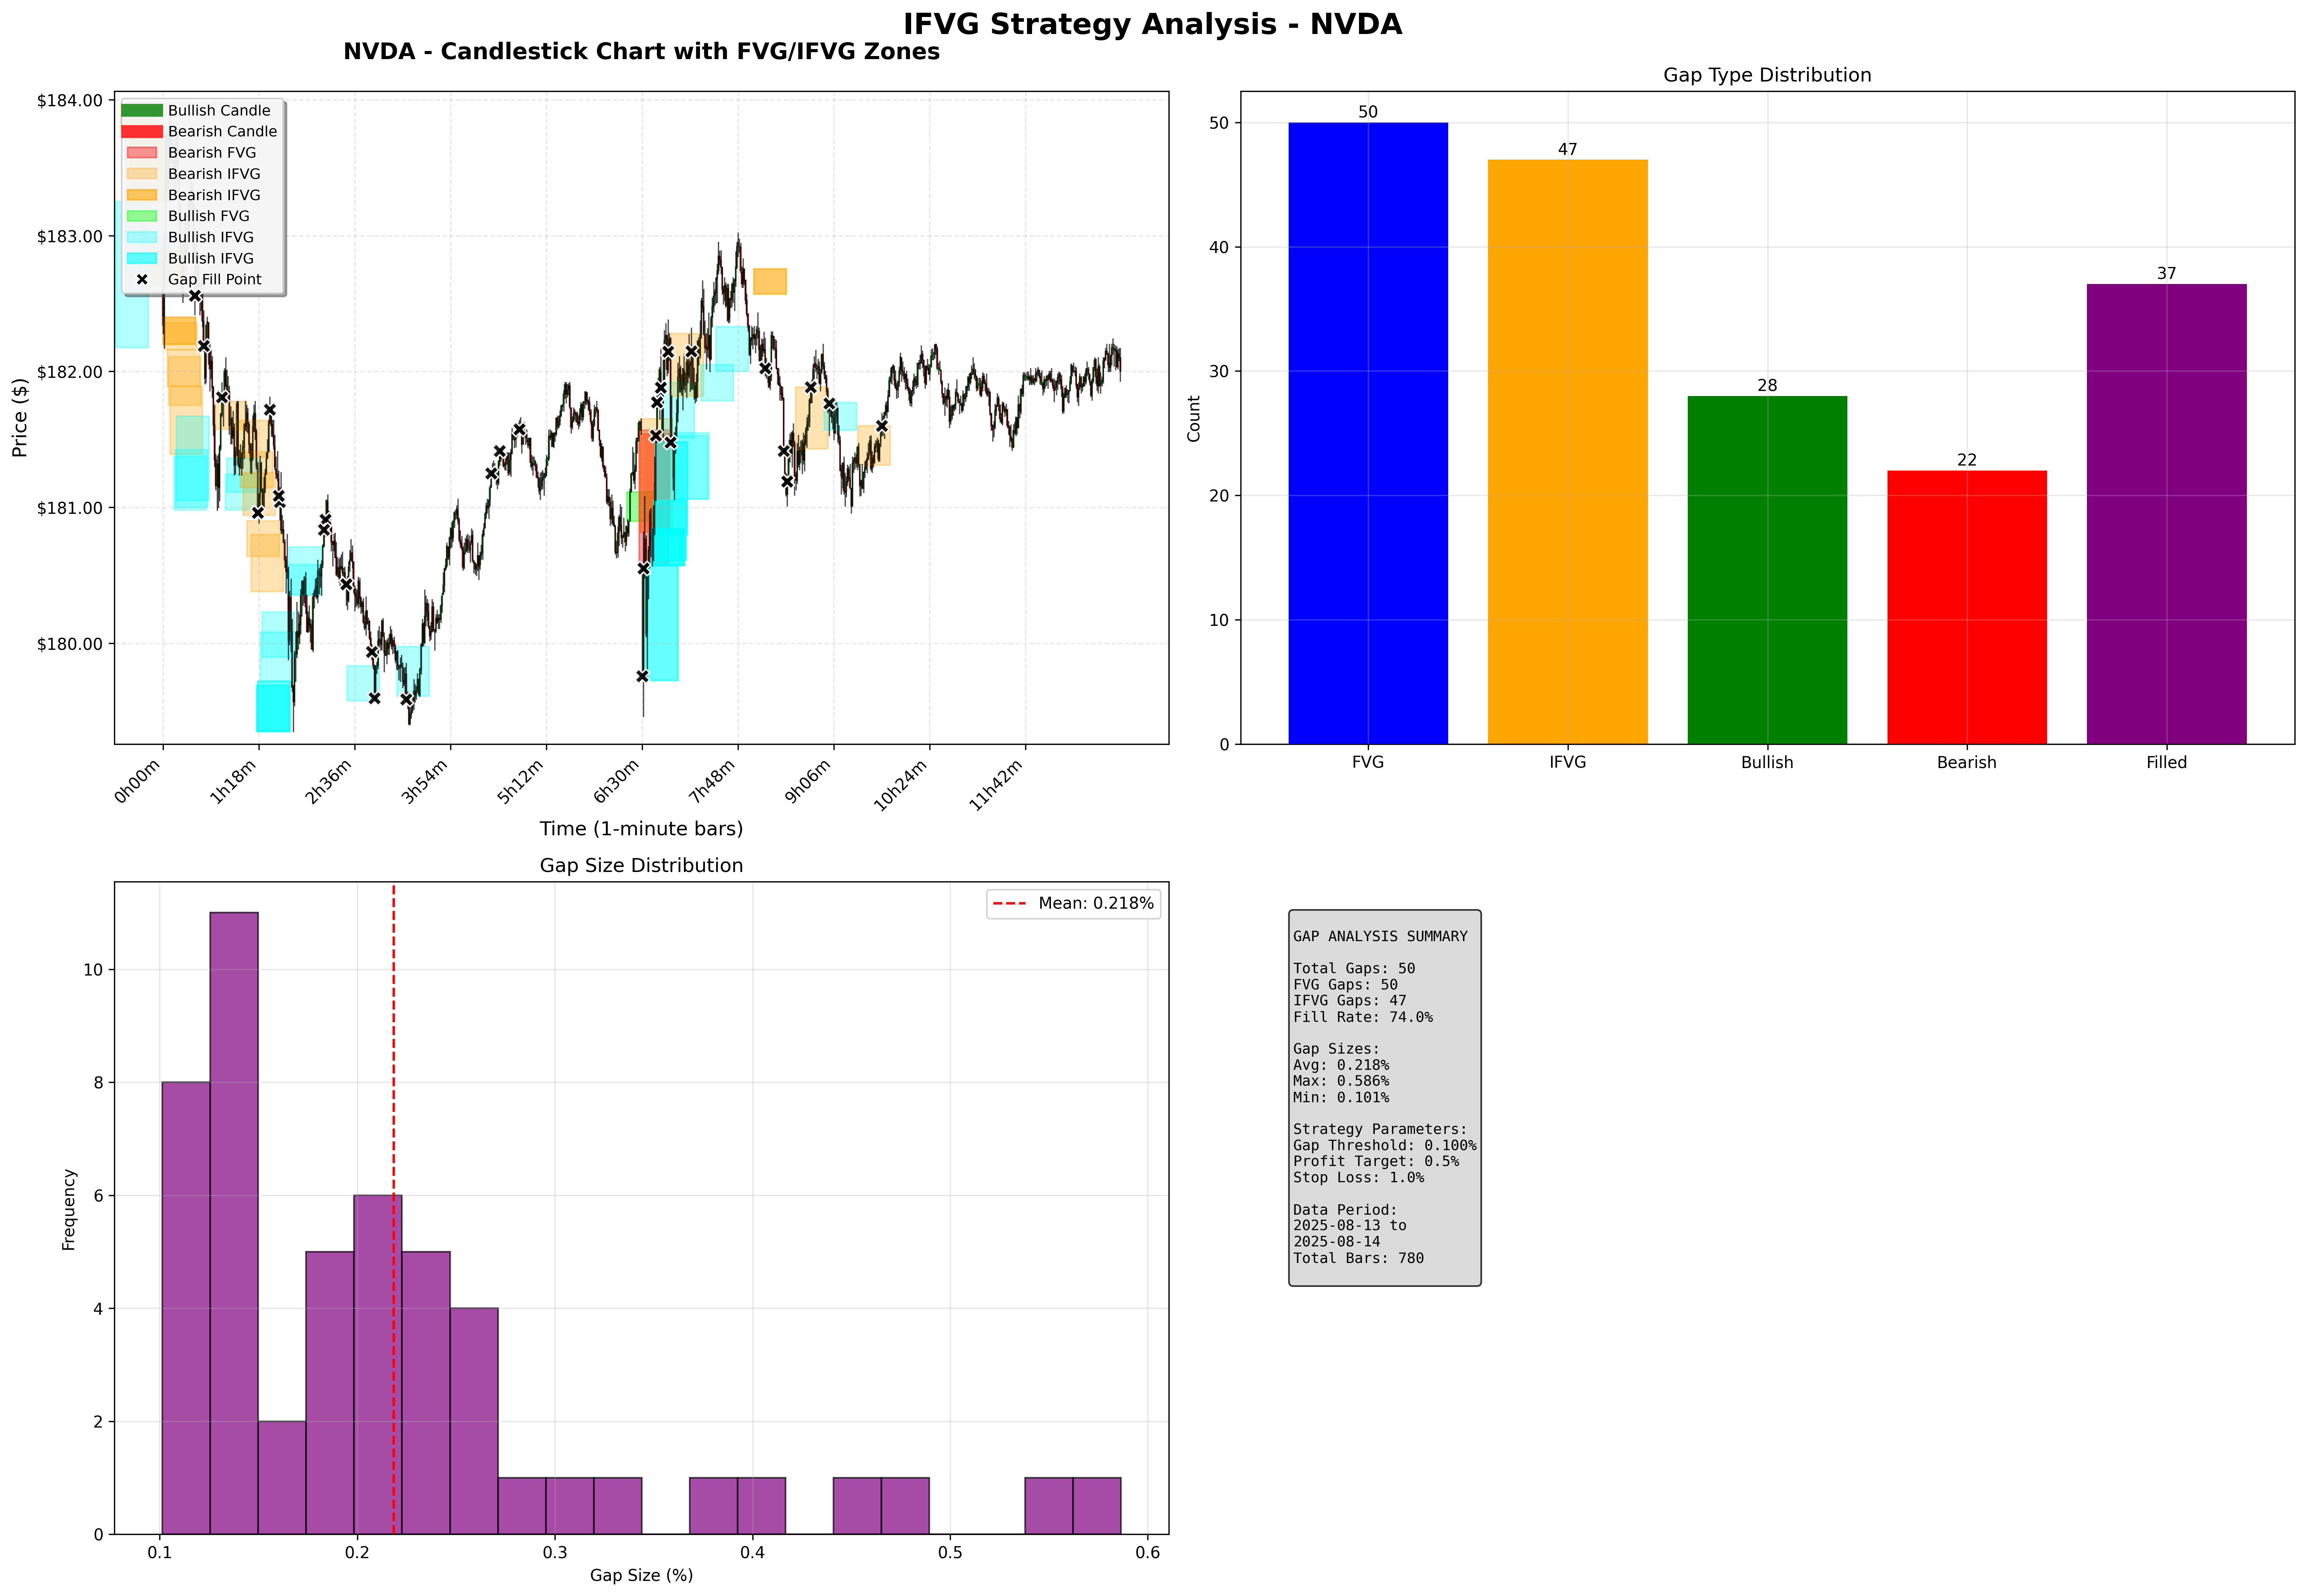 IFVG Strategy Analysis - NVDA
NVDA - Candlestick Chart with FVG/IFVG Zones
Price ($)
$184.00
$183.00
$182.00
$181.00
$180.00
Bullish Candle
Bearish Candle
Bearish FVG
Bearish IFVG
Bearish IFVG
Bullish FVG
Bullish IFVG
Bullish IFVG
Gap Fill Point
0h00m
1h18m
2h36m
3h54m
5h12m
6h30m
7h48m
9h06m
10h24m
11h42m
Time (1-minute bars)
Gap Type Distribution
Count
50
40
30
20
10
0
50
47
28
22
37
FVG
IFVG
Bullish
Bearish
Filled
Gap Size Distribution
Frequency
10
8
6
4
2
0
Mean: 0.218%
0.1
0.2
0.3
0.4
0.5
0.6
Gap Size (%)
GAP ANALYSIS SUMMARY
Total Gaps: 50
FVG Gaps: 50
IFVG Gaps: 47
Fill Rate: 74.0%
Gap Sizes:
Avg: 0.218%
Max: 0.586%
Min: 0.101%
Strategy Parameters:
Gap Threshold: 0.100%
Profit Target: 0.5%
Stop Loss: 1.0%
Data Period:
2025-08-13 to
2025-08-14
Total Bars: 780